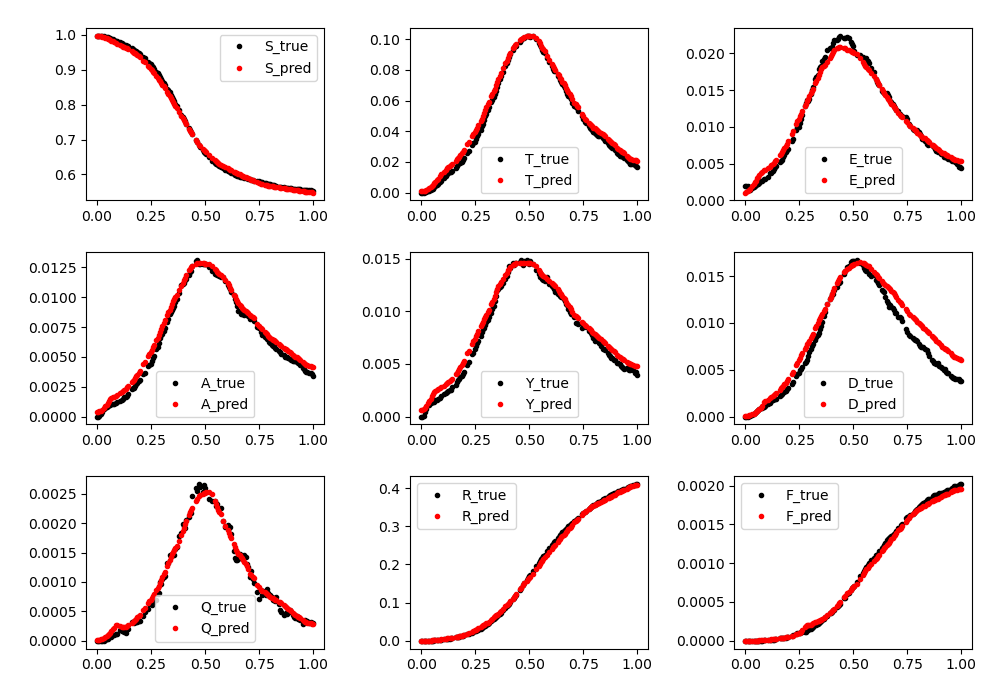 1.0
0.9
0.8
0.7
0.6
0.00 0.25 0.50 0.75 1.00
S_true
S_pred
0.10
0.08
0.06
0.04
0.02
0.00
0.00 0.25 0.50 0.75 1.00
T_true
T_pred
0.020
0.015
0.010
0.005
0.000
0.00 0.25 0.50 0.75 1.00
E_true
E_pred
0.0125
0.0100
0.0075
0.0050
0.0025
0.0000
0.00 0.25 0.50 0.75 1.00
A_true
A_pred
0.015
0.010
0.005
0.000
0.00 0.25 0.50 0.75 1.00
Y_true
Y_pred
0.015
0.010
0.005
0.000
0.00 0.25 0.50 0.75 1.00
D_true
D_pred
0.0025
0.0020
0.0015
0.0010
0.0005
0.0000
0.00 0.25 0.50 0.75 1.00
Q_true
Q_pred
0.4
0.3
0.2
0.1
0.0
0.00 0.25 0.50 0.75 1.00
R_true
R_pred
0.0020
0.0015
0.0010
0.0005
0.0000
0.00 0.25 0.50 0.75 1.00
F_true
F_pred